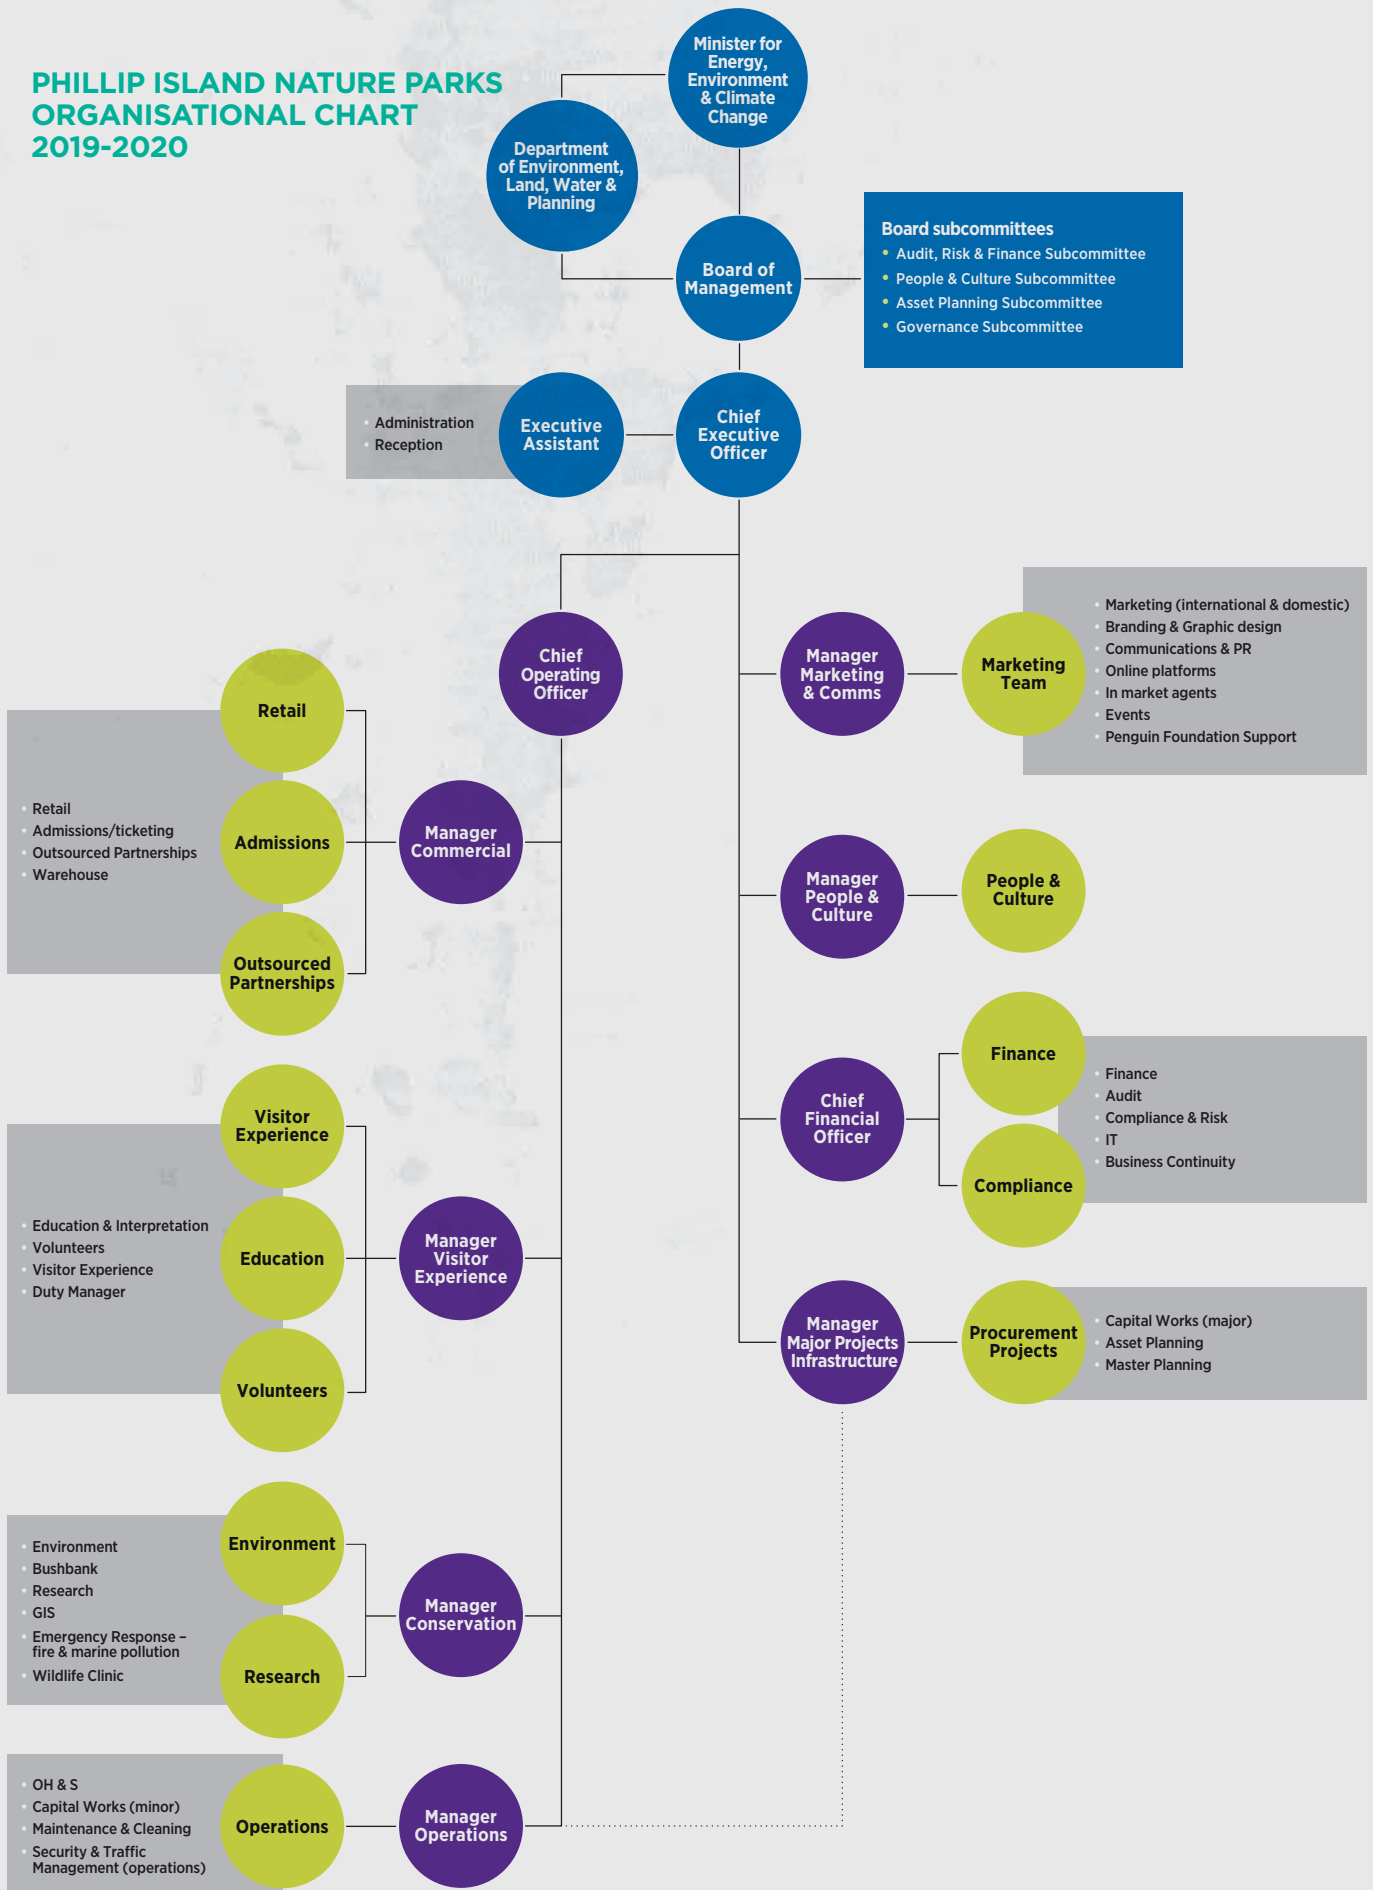 PHILLIP ISLAND NATURE PARKS
ORGANISATIONAL CHART
2019-2020
Minister for
Energy,
Environment
& Climate
Change
Department
of Environment,
Land, Water &
Planning
Board of
Management
Board subcommittees
• Audit, Risk & Finance Subcommittee
• People & Culture Subcommittee
• Asset Planning Subcommittee
• Governance Subcommittee
• Administration
• Reception
Executive
Assistant
Chief
Executive
Officer
Chief
Operating
Officer
Manager
Marketing
& Comms
Marketing
Team
• Marketing (international & domestic)
• Branding & Graphic design
• Communications & PR
• Online platforms
• In market agents
• Events
• Penguin Foundation Support
• Retail
• Admissions/ticketing
• Outsourced Partnerships
• Warehouse
Retail
Admissions
Outsourced
Partnerships
Manager
Commercial
Manager
People &
Culture
People &
Culture
Chief
Financial
Officer
Finance
Compliance
• Finance
• Audit
• Compliance & Risk
• IT
• Business Continuity
• Education & Interpretation
• Volunteers
• Visitor Experience
• Duty Manager
Visitor
Experience
Education
Volunteers
Manager
Visitor
Experience
Manager
Major Projects
Infrastructure
Procurement
Projects
• Capital Works (major)
• Asset Planning
• Master Planning
• Environment
• Bushbank
• Research
• GIS
• Emergency Response –
fire & marine pollution
• Wildlife Clinic
Environment
Research
Manager
Conservation
• OH & S
• Capital Works (minor)
• Maintenance & Cleaning
• Security & Traffic
Management (operations)
Operations
Manager
Operations